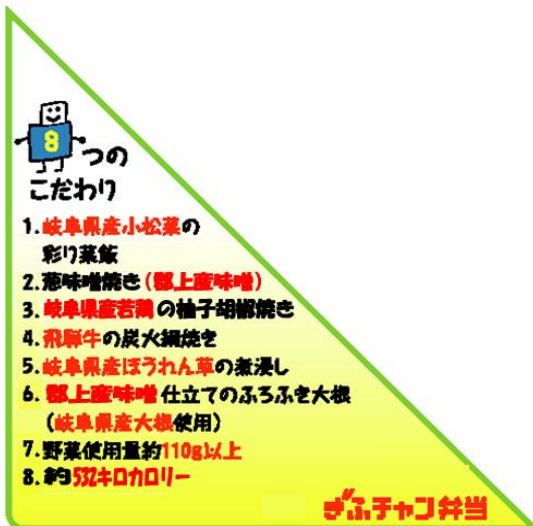 8つの
こだわり
1.岐阜県産小松菜の
彩り菜飯
2.葱味噌焼き(郡上産味噌)
3.岐阜県産若鶏の柚子胡椒焼き
4.飛騨牛の炭火網焼き
5.岐阜県産ほうれん草の煮浸し
6.郡上産味噌仕立てのふろふき大根
(岐阜県産大根使用)
7.野菜使用量約110g以上
8.約532キロカロリー
ぎふチャン弁当